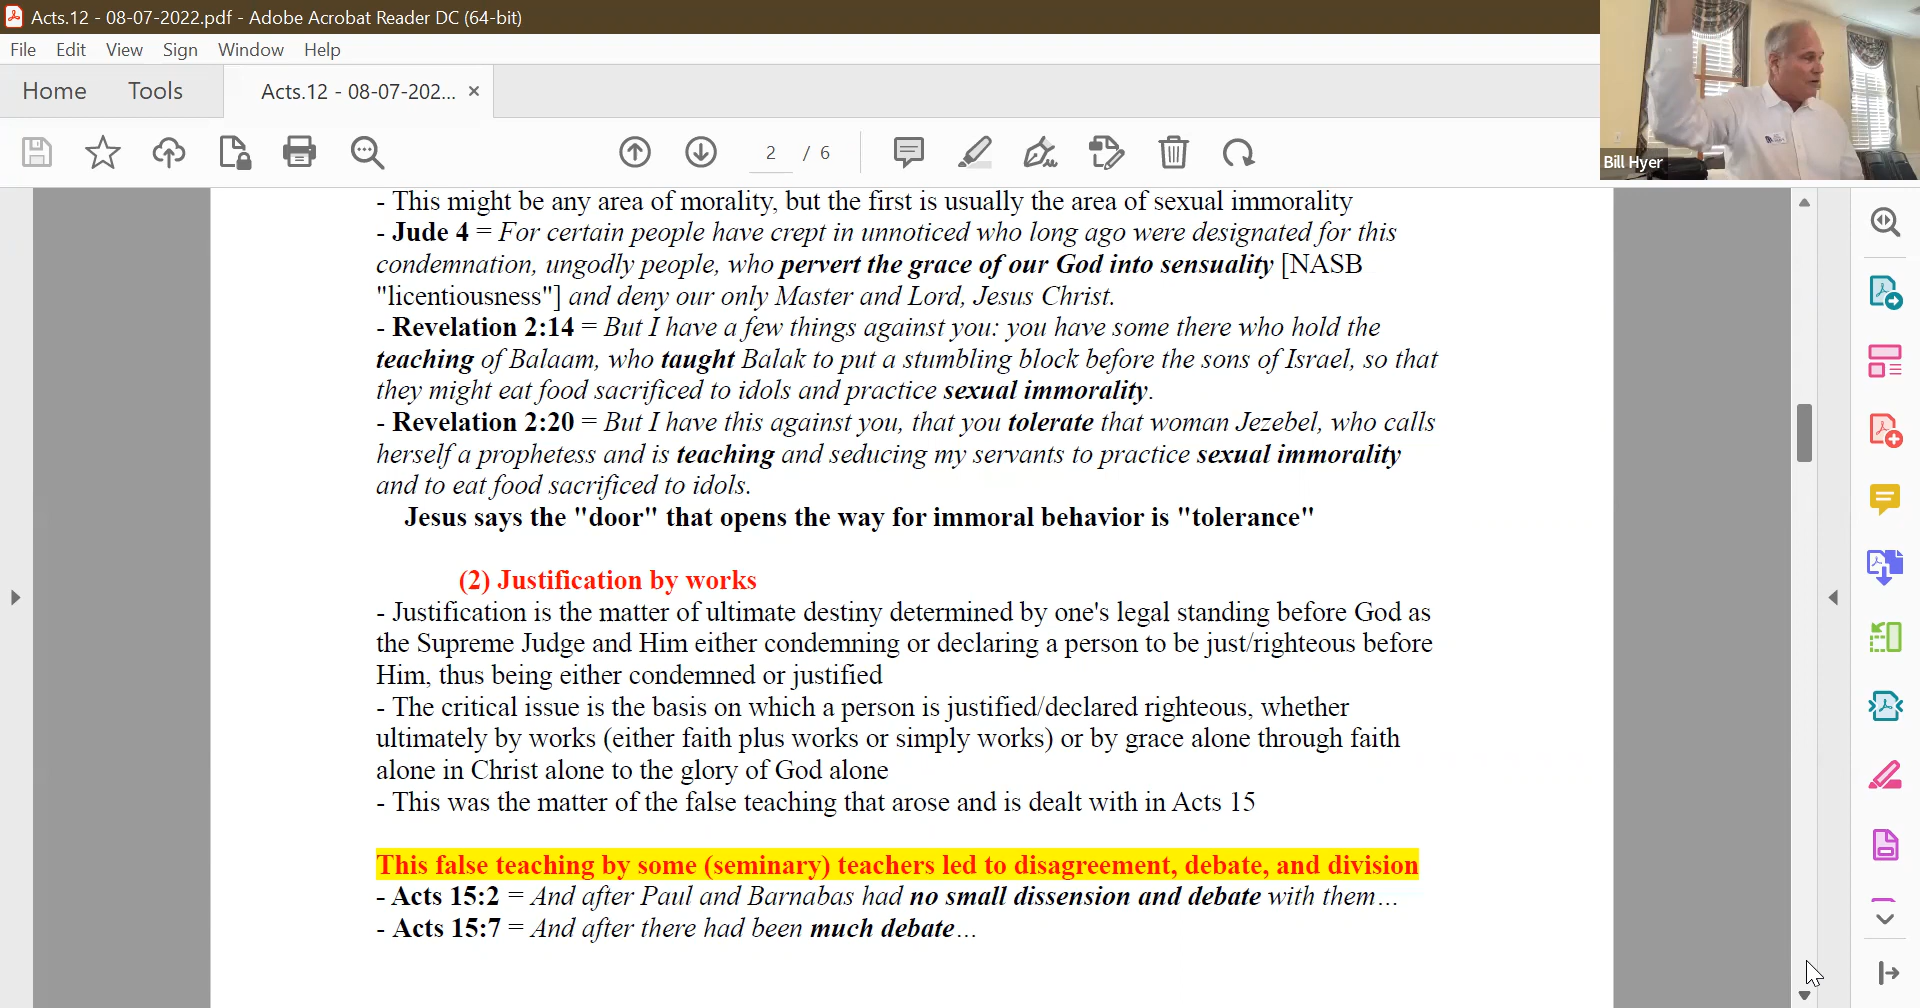 Acts.12 - 08-07-2022.pdf - Adobe Acrobat Reader DC (64-bit)
File Edit View Sign Window Help
Home Tools Acts.12 - 08-07-202... ×
2 / 6
Bill Hyer
- This might be any area of morality, but the first is usually the area of sexual immorality
- Jude 4 = For certain people have crept in unnoticed who long ago were designated for this
condemnation, ungodly people, who pervert the grace of our God into sensuality [NASB
"licentiousness"] and deny our only Master and Lord, Jesus Christ.
- Revelation 2:14 = But I have a few things against you: you have some there who hold the
teaching of Balaam, who taught Balak to put a stumbling block before the sons of Israel, so that
they might eat food sacrificed to idols and practice sexual immorality.
- Revelation 2:20 = But I have this against you, that you tolerate that woman Jezebel, who calls
herself a prophetess and is teaching and seducing my servants to practice sexual immorality
and to eat food sacrificed to idols.
Jesus says the "door" that opens the way for immoral behavior is "tolerance"
(2) Justification by works
- Justification is the matter of ultimate destiny determined by one's legal standing before God as
the Supreme Judge and Him either condemning or declaring a person to be just/righteous before
Him, thus being either condemned or justified
- The critical issue is the basis on which a person is justified/declared righteous, whether
ultimately by works (either faith plus works or simply works) or by grace alone through faith
alone in Christ alone to the glory of God alone
- This was the matter of the false teaching that arose and is dealt with in Acts 15
This false teaching by some (seminary) teachers led to disagreement, debate, and division
- Acts 15:2 = And after Paul and Barnabas had no small dissension and debate with them...
- Acts 15:7 = And after there had been much debate...